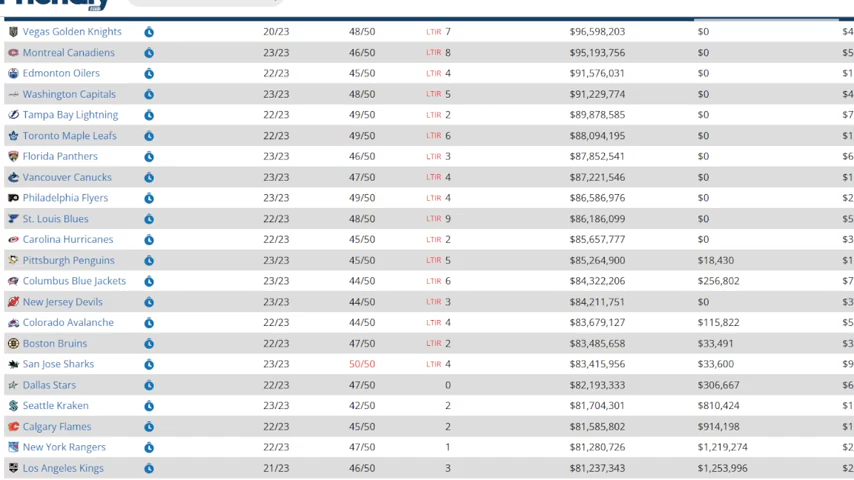 Vegas Golden Knights 20/23 48/50 LTIR 7 $96,598,203 $0
Montreal Canadiens 23/23 46/50 LTIR 8 $95,193,756 $0
Edmonton Oilers 22/23 45/50 LTIR 4 $91,576,031 $0
Washington Capitals 23/23 48/50 LTIR 5 $91,229,774 $0
Tampa Bay Lightning 22/23 49/50 LTIR 2 $89,878,585 $0
Toronto Maple Leafs 22/23 49/50 LTIR 6 $88,094,195 $0
Florida Panthers 23/23 46/50 LTIR 3 $87,852,541 $0
Vancouver Canucks 23/23 47/50 LTIR 4 $87,221,546 $0
Philadelphia Flyers 23/23 49/50 LTIR 4 $86,586,976 $0
St. Louis Blues 22/23 48/50 LTIR 9 $86,186,099 $0
Carolina Hurricanes 22/23 45/50 LTIR 2 $85,657,777 $0
Pittsburgh Penguins 23/23 45/50 LTIR 5 $85,264,900 $18,430
Columbus Blue Jackets 23/23 44/50 LTIR 6 $84,322,206 $256,802
New Jersey Devils 23/23 44/50 LTIR 3 $84,211,751 $0
Colorado Avalanche 22/23 44/50 LTIR 4 $83,679,127 $115,822
Boston Bruins 22/23 47/50 LTIR 2 $83,485,658 $33,491
San Jose Sharks 23/23 50/50 LTIR 4 $83,415,956 $33,600
Dallas Stars 22/23 47/50 0 $82,193,333 $306,667
Seattle Kraken 23/23 42/50 2 $81,704,301 $810,424
Calgary Flames 22/23 45/50 2 $81,585,802 $914,198
New York Rangers 22/23 47/50 1 $81,280,726 $1,219,274
Los Angeles Kings 21/23 46/50 3 $81,237,343 $1,253,996